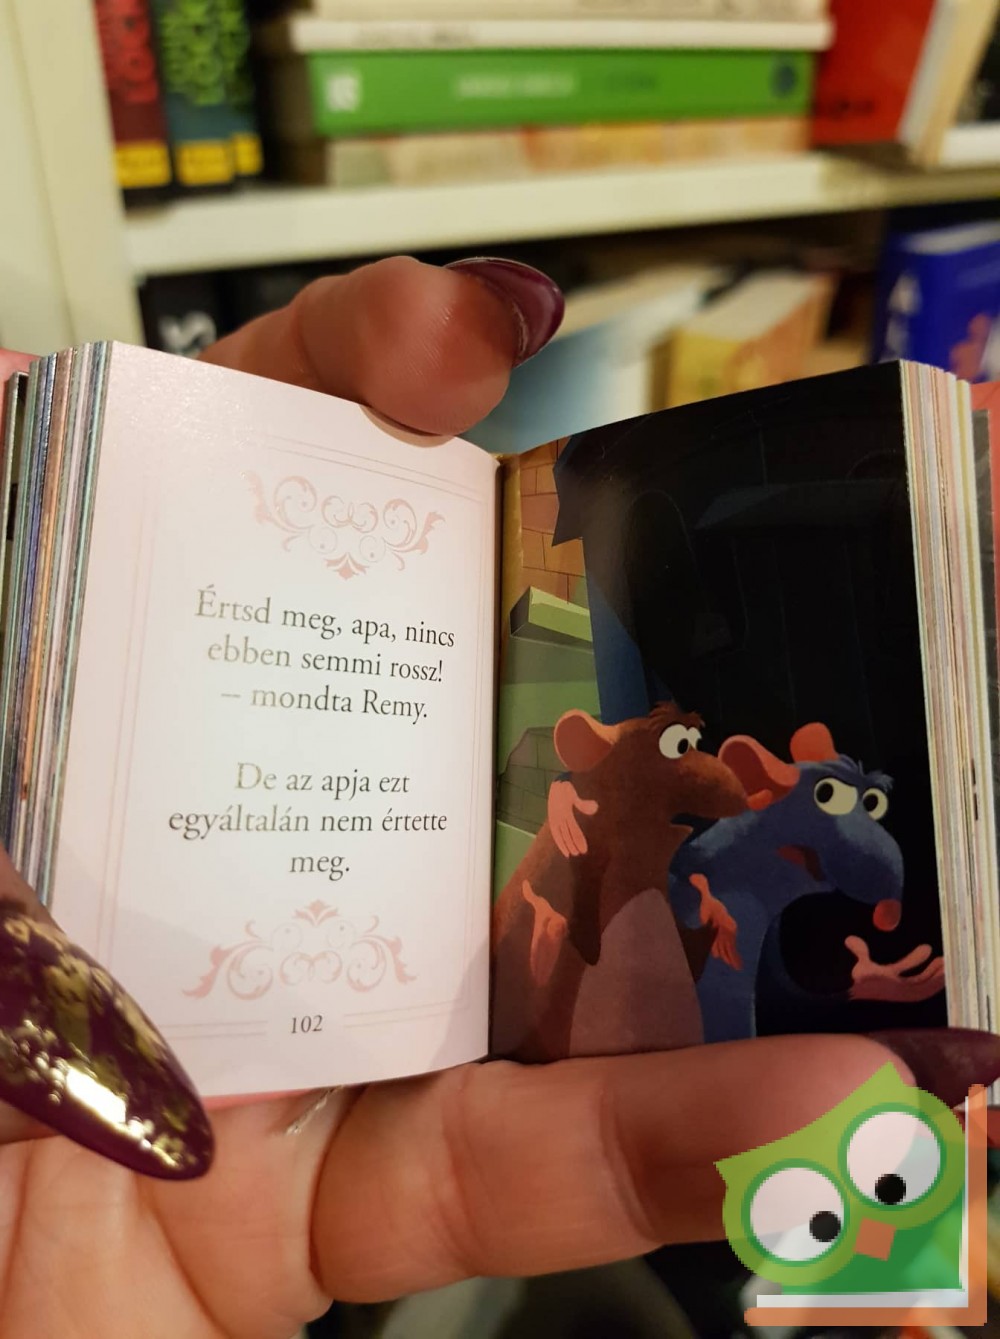 Értsd meg, apa, nincs
ebben semmi rossz!
– mondta Remy.
De az apja ezt
egyáltalán nem értette
meg.
102